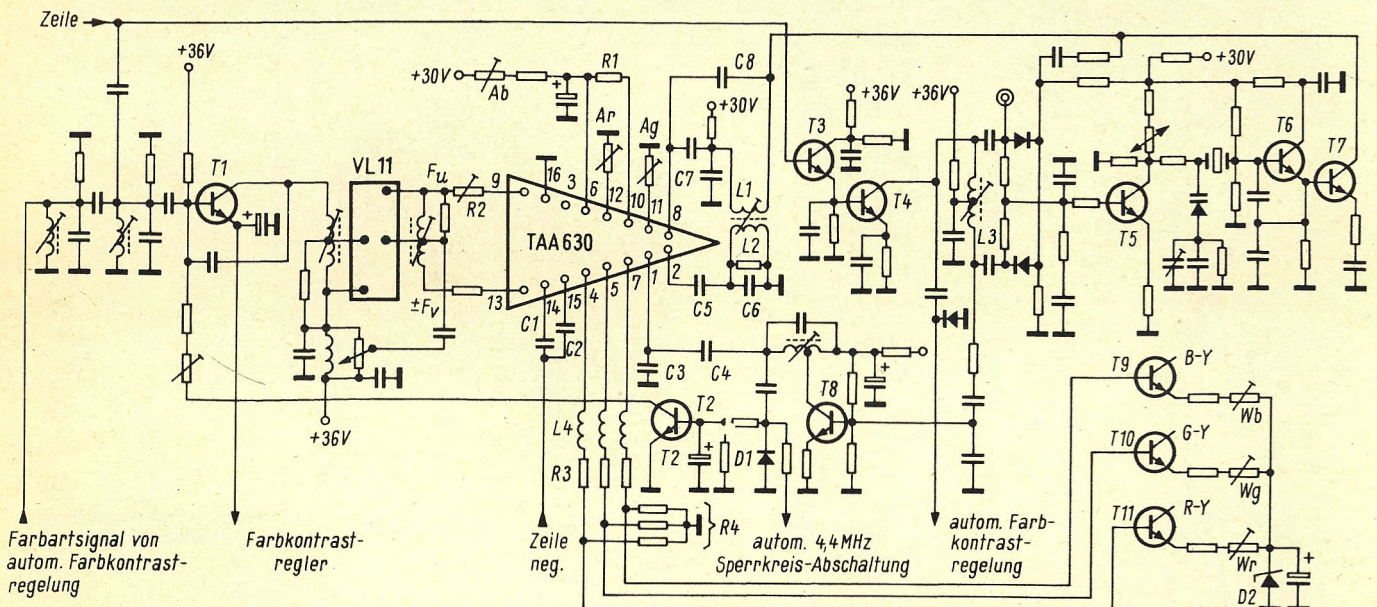 Zeile
+36V
T1
VL11
+36V
Fu
±Fv
R2
+30V
Ab
R1
Ar
Ag
9
16
3
6
12
10
11
8
TAA630
13
14
15
4
5
7
1
2
C1
C2
C8
C7
+30V
L1
L2
C5
C6
C3
C4
T3
+36V
T4
+36V
L3
+30V
T5
T6
T7
T2
T2
D1
T8
L4
R3
R4
T9
B-Y
Wb
T10
G-Y
Wg
T11
R-Y
Wr
D2
Farbartsignal von
autom. Farbkontrast-
regelung
Farbkontrast-
regler
Zeile
neg.
autom. 4,4MHz
Sperrkreis-Abschaltung
autom. Farb-
kontrast-
regelung